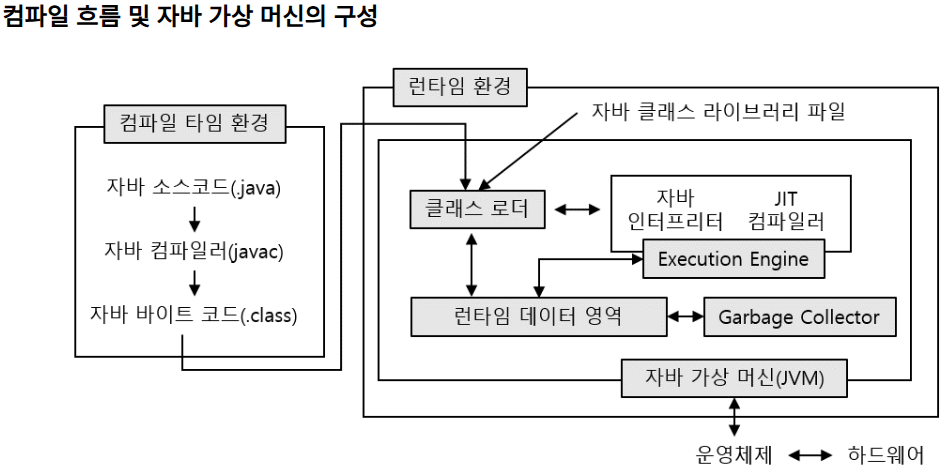 컴파일 흐름 및 자바 가상 머신의 구성
런타임 환경
컴파일 타임 환경
자바 클래스 라이브러리 파일
자바 소스코드(.java)
자바 컴파일러(javac)
자바 바이트 코드(.class)
클래스 로더
자바
인터프리터
JIT
컴파일러
Execution Engine
런타임 데이터 영역
Garbage Collector
자바 가상 머신(JVM)
운영체제
하드웨어